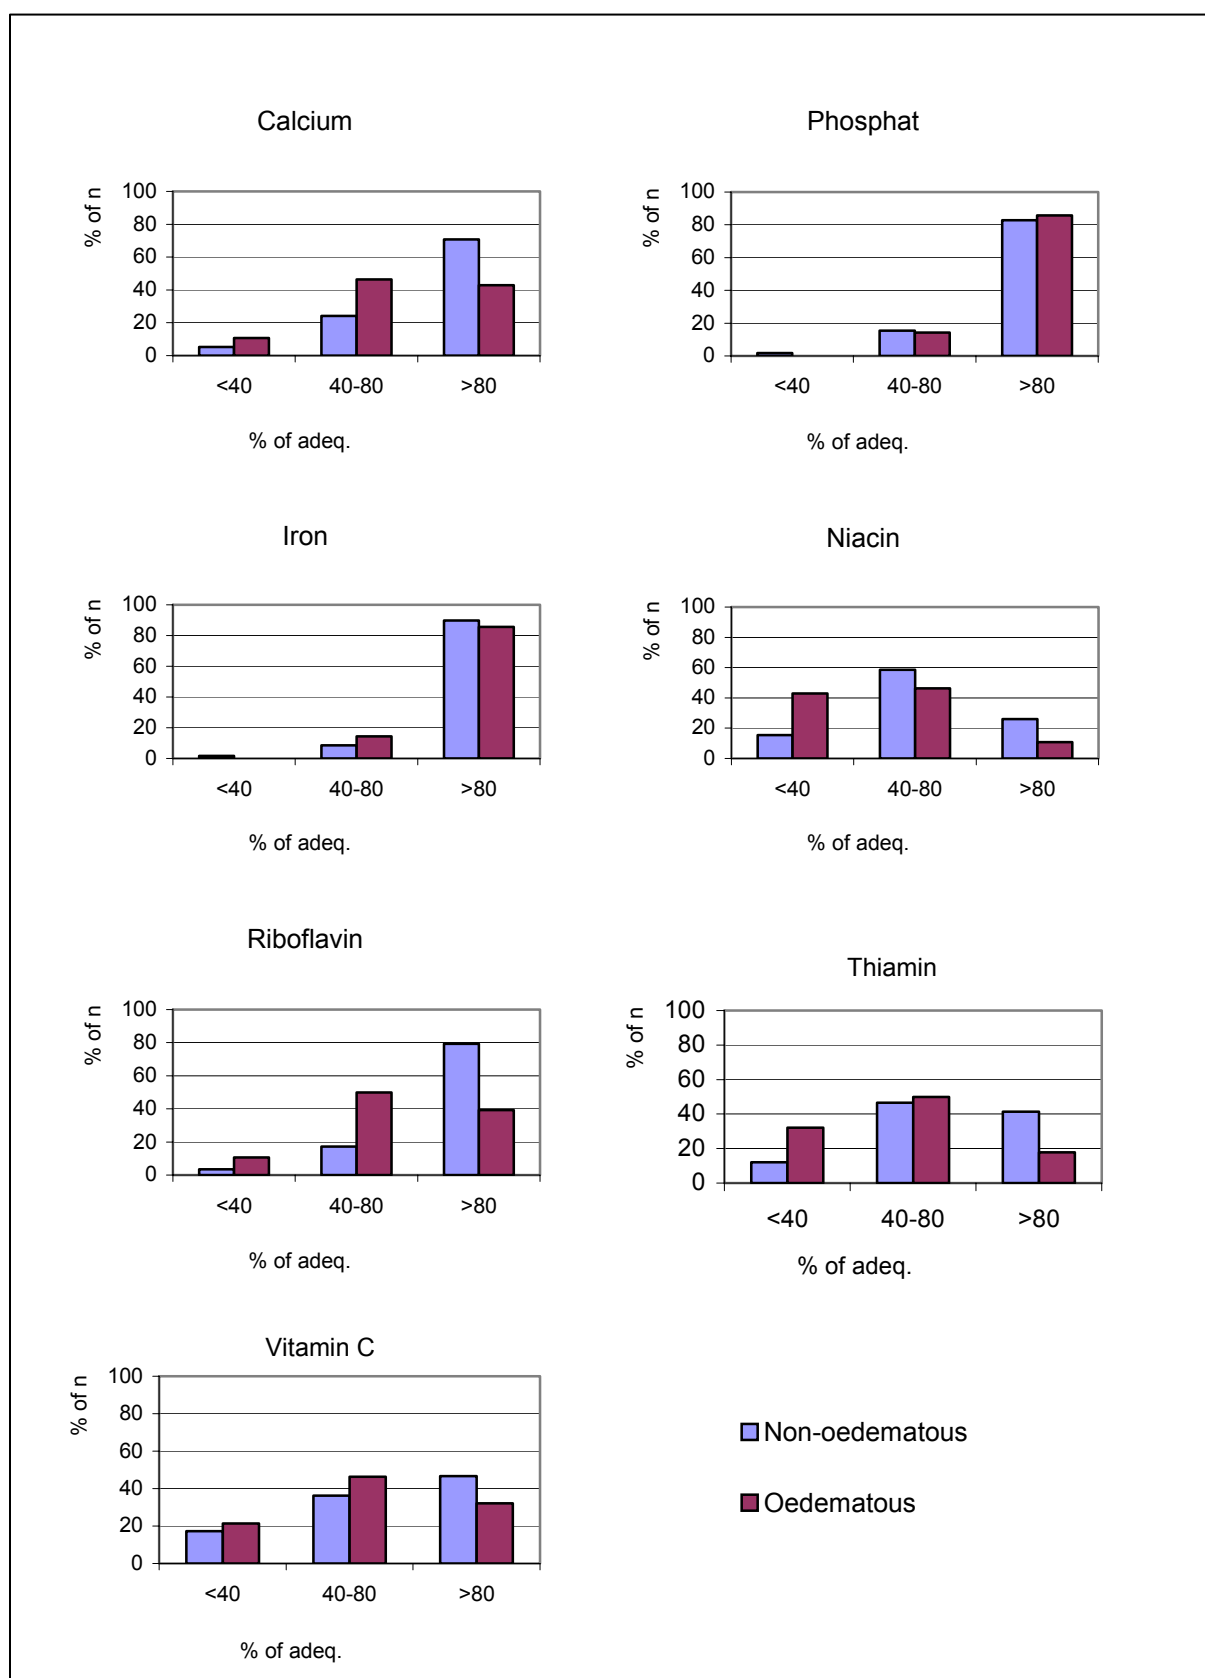 Calcium
% of n
100
80
60
40
20
0
<40 40-80 >80
% of adeq.
Phosphat
% of n
100
80
60
40
20
0
<40 40-80 >80
% of adeq.
Iron
% of n
100
80
60
40
20
0
<40 40-80 >80
% of adeq.
Niacin
% of n
100
80
60
40
20
0
<40 40-80 >80
% of adeq.
Riboflavin
% of n
100
80
60
40
20
0
<40 40-80 >80
% of adeq.
Thiamin
% of n
100
80
60
40
20
0
<40 40-80 >80
% of adeq.
Vitamin C
% of n
100
80
60
40
20
0
<40 40-80 >80
% of adeq.
Non-oedematous
Oedematous